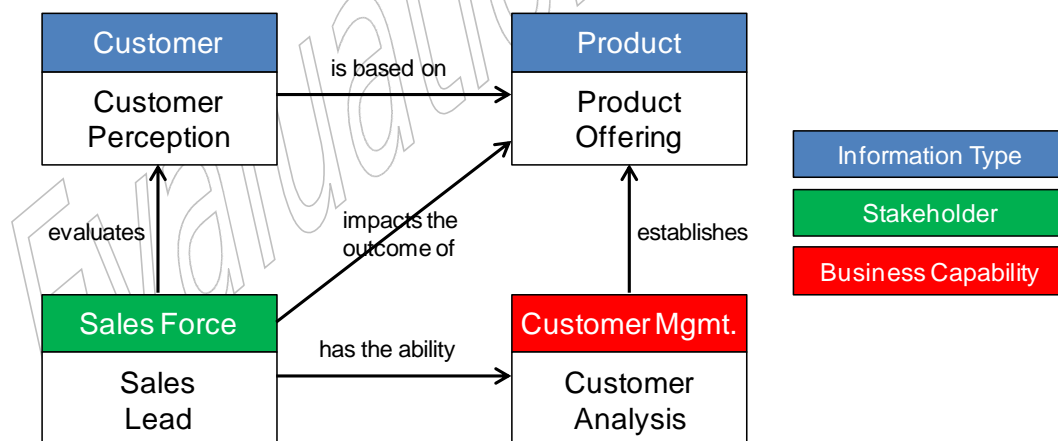 Customer
Product
is based on
Customer
Perception
Product
Offering
Information Type
Stakeholder
evaluates
impacts the
outcome of
establishes
Business Capability
Sales Force
Customer Mgmt.
has the ability
Sales
Lead
Customer
Analysis
Evaluatio